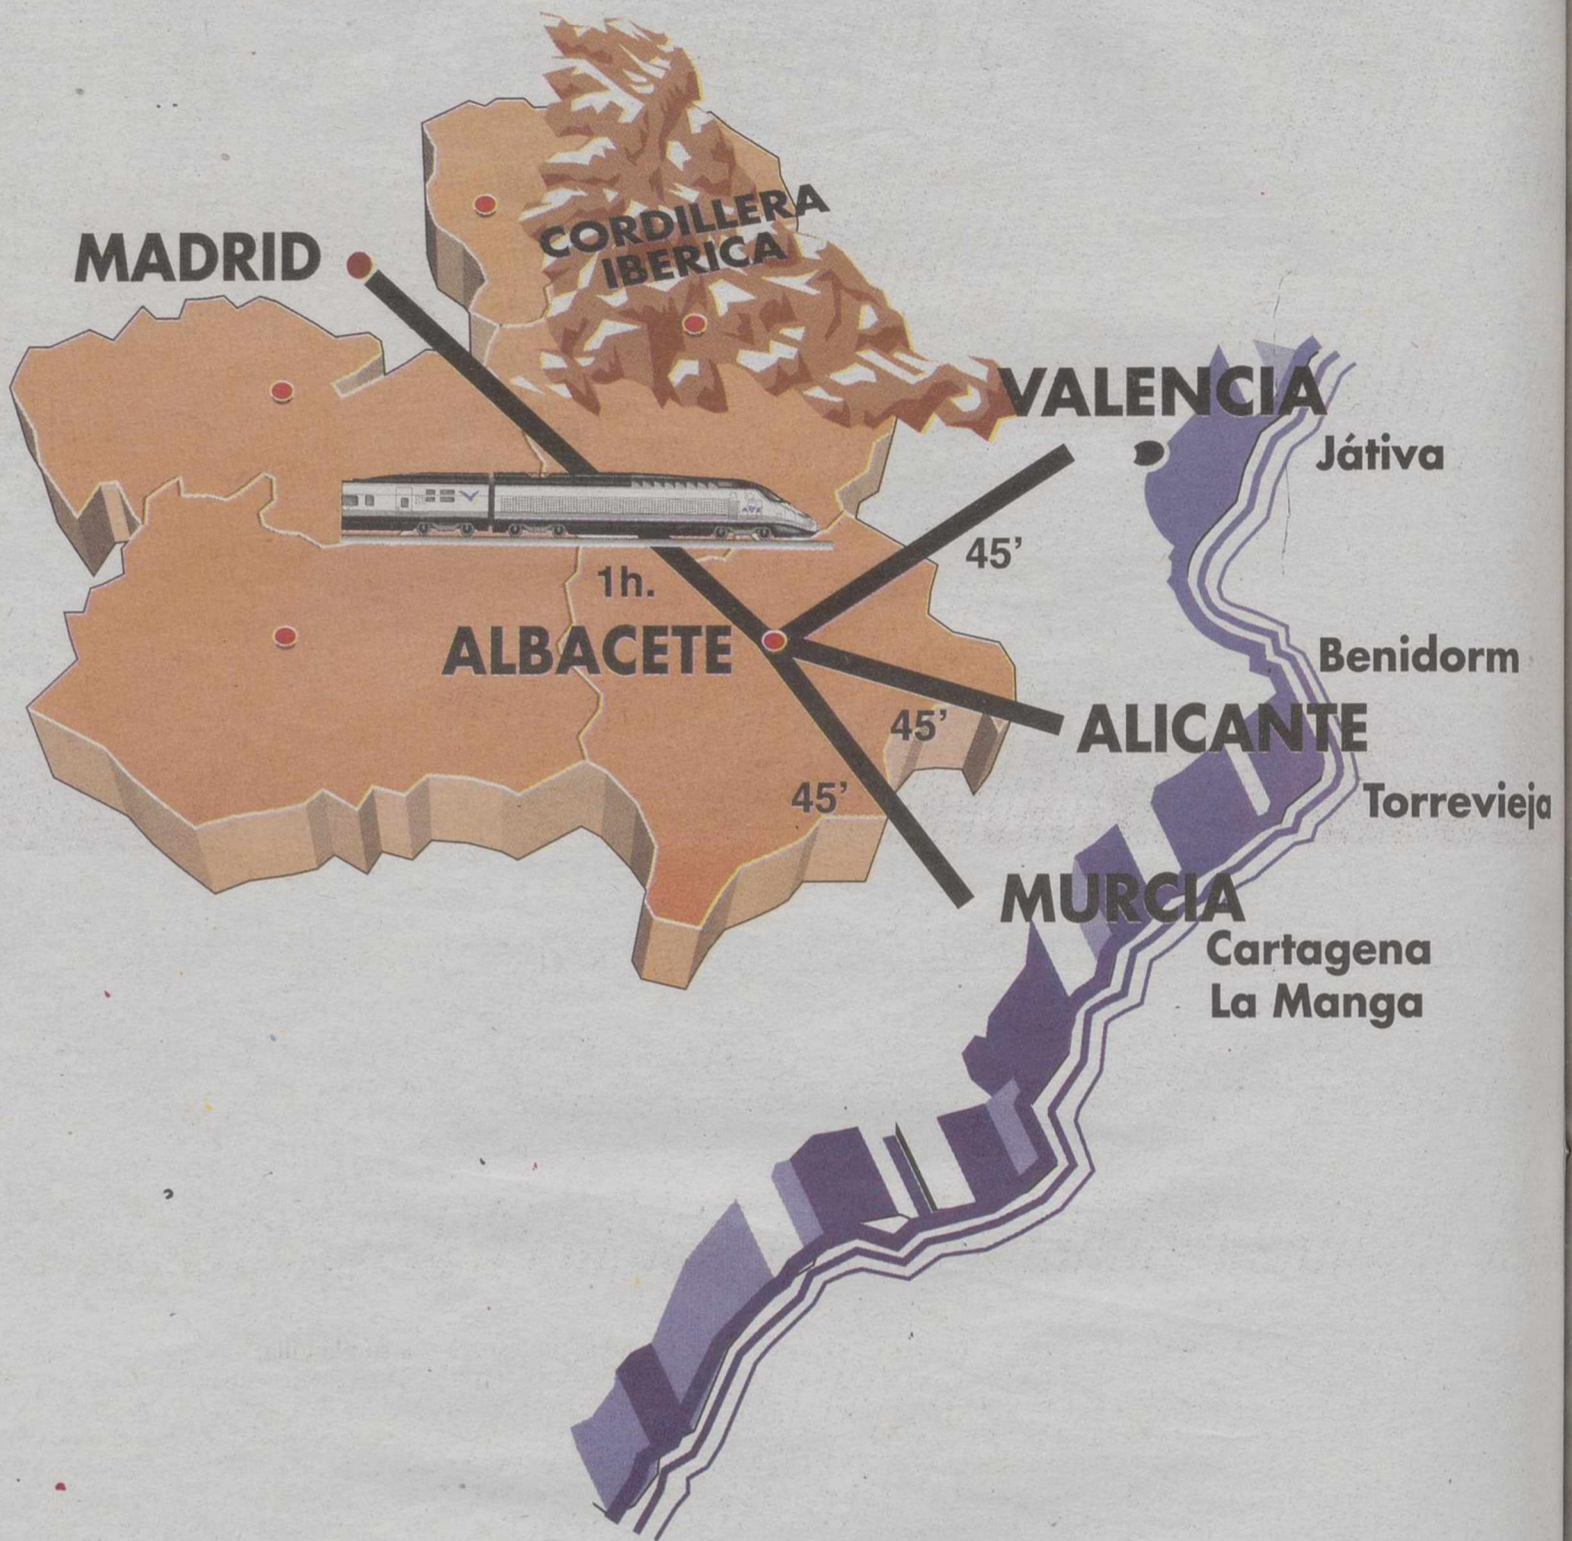 CORDILLERA
IBERICA
MADRID
VALENCIA
Játiva
45'
1h.
ALBACETE
Benidorm
45'
ALICANTE
45'
Torrevieja
MURCIA
Cartagena
La Manga